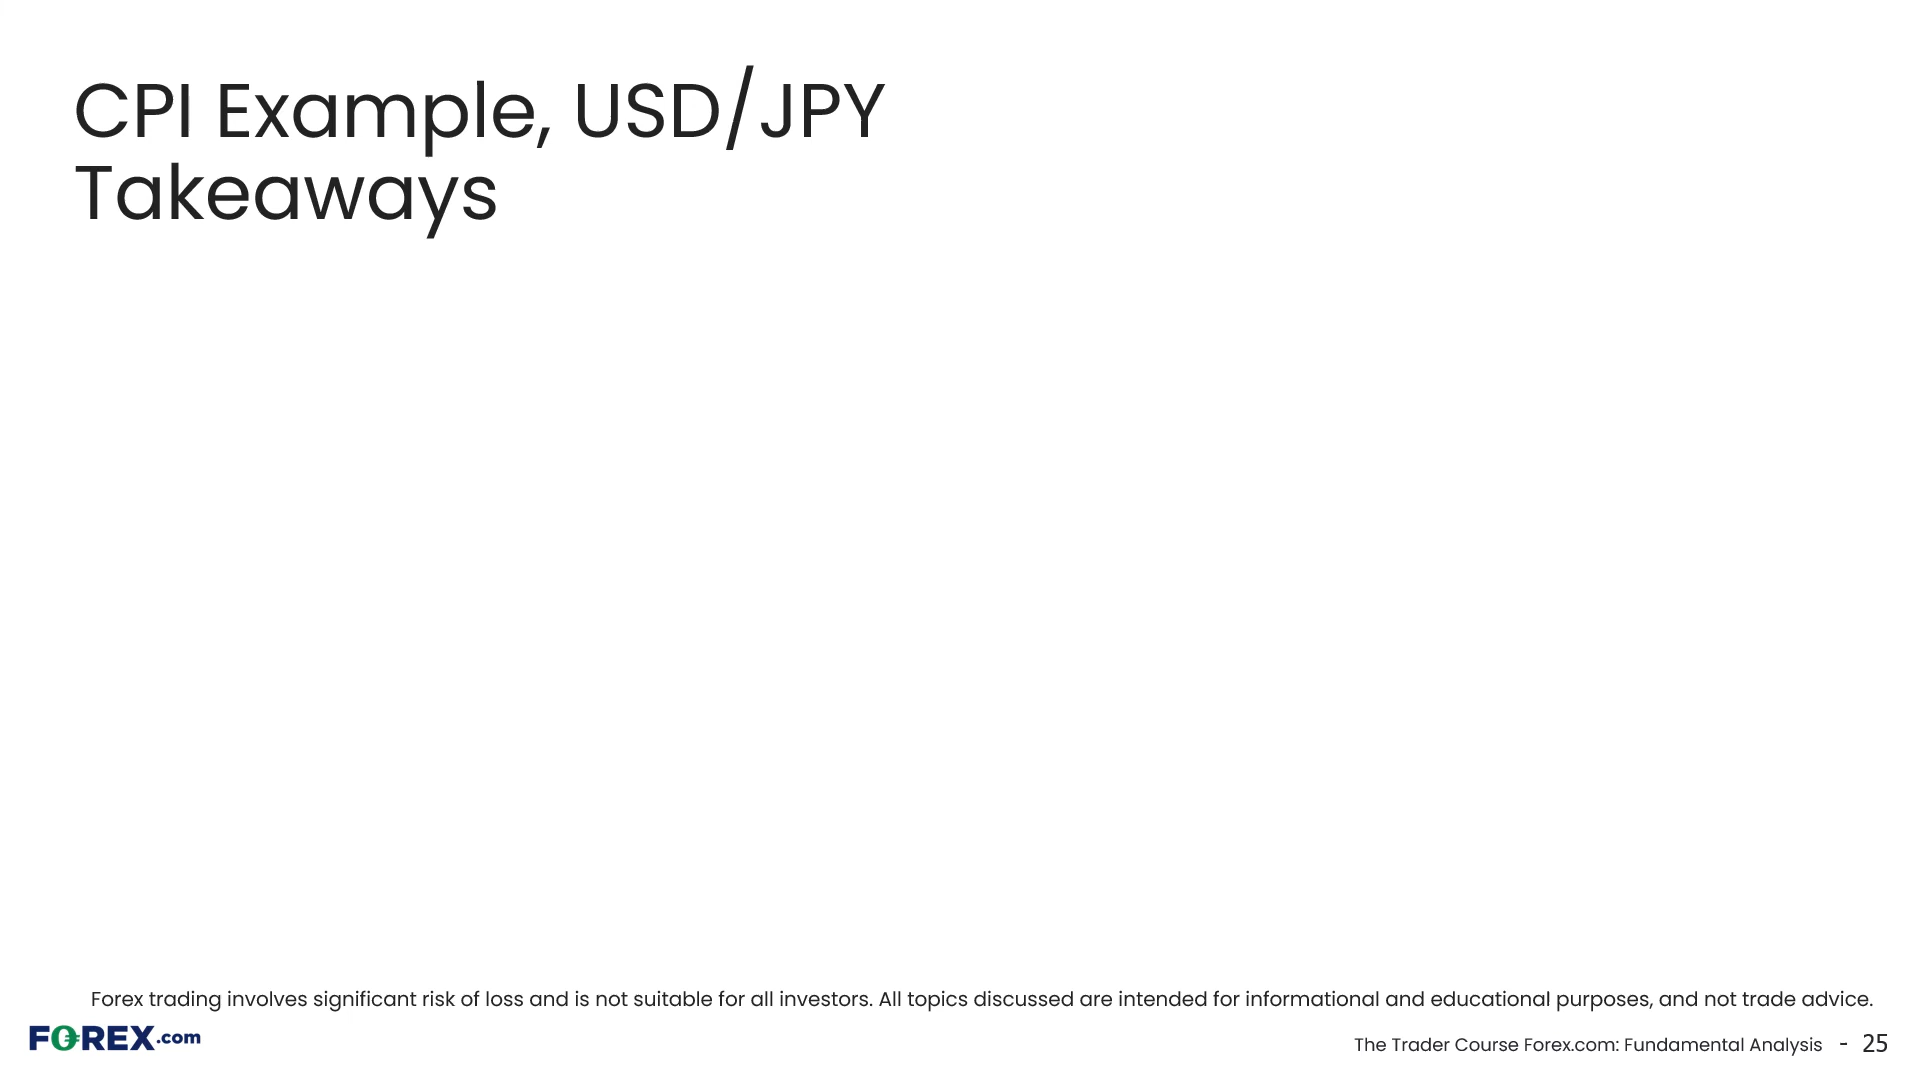 CPI Example, USD/JPY
Takeaways
Forex trading involves significant risk of loss and is not suitable for all investors. All topics discussed are intended for informational and educational purposes, and not trade advice.
FOREX.com
The Trader Course Forex.com: Fundamental Analysis - 25